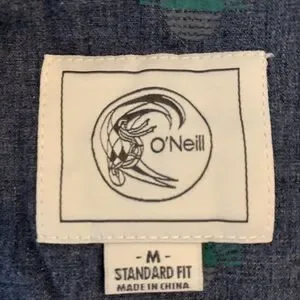 O'Neill
- M -
STANDARD FIT
MADE IN CHINA